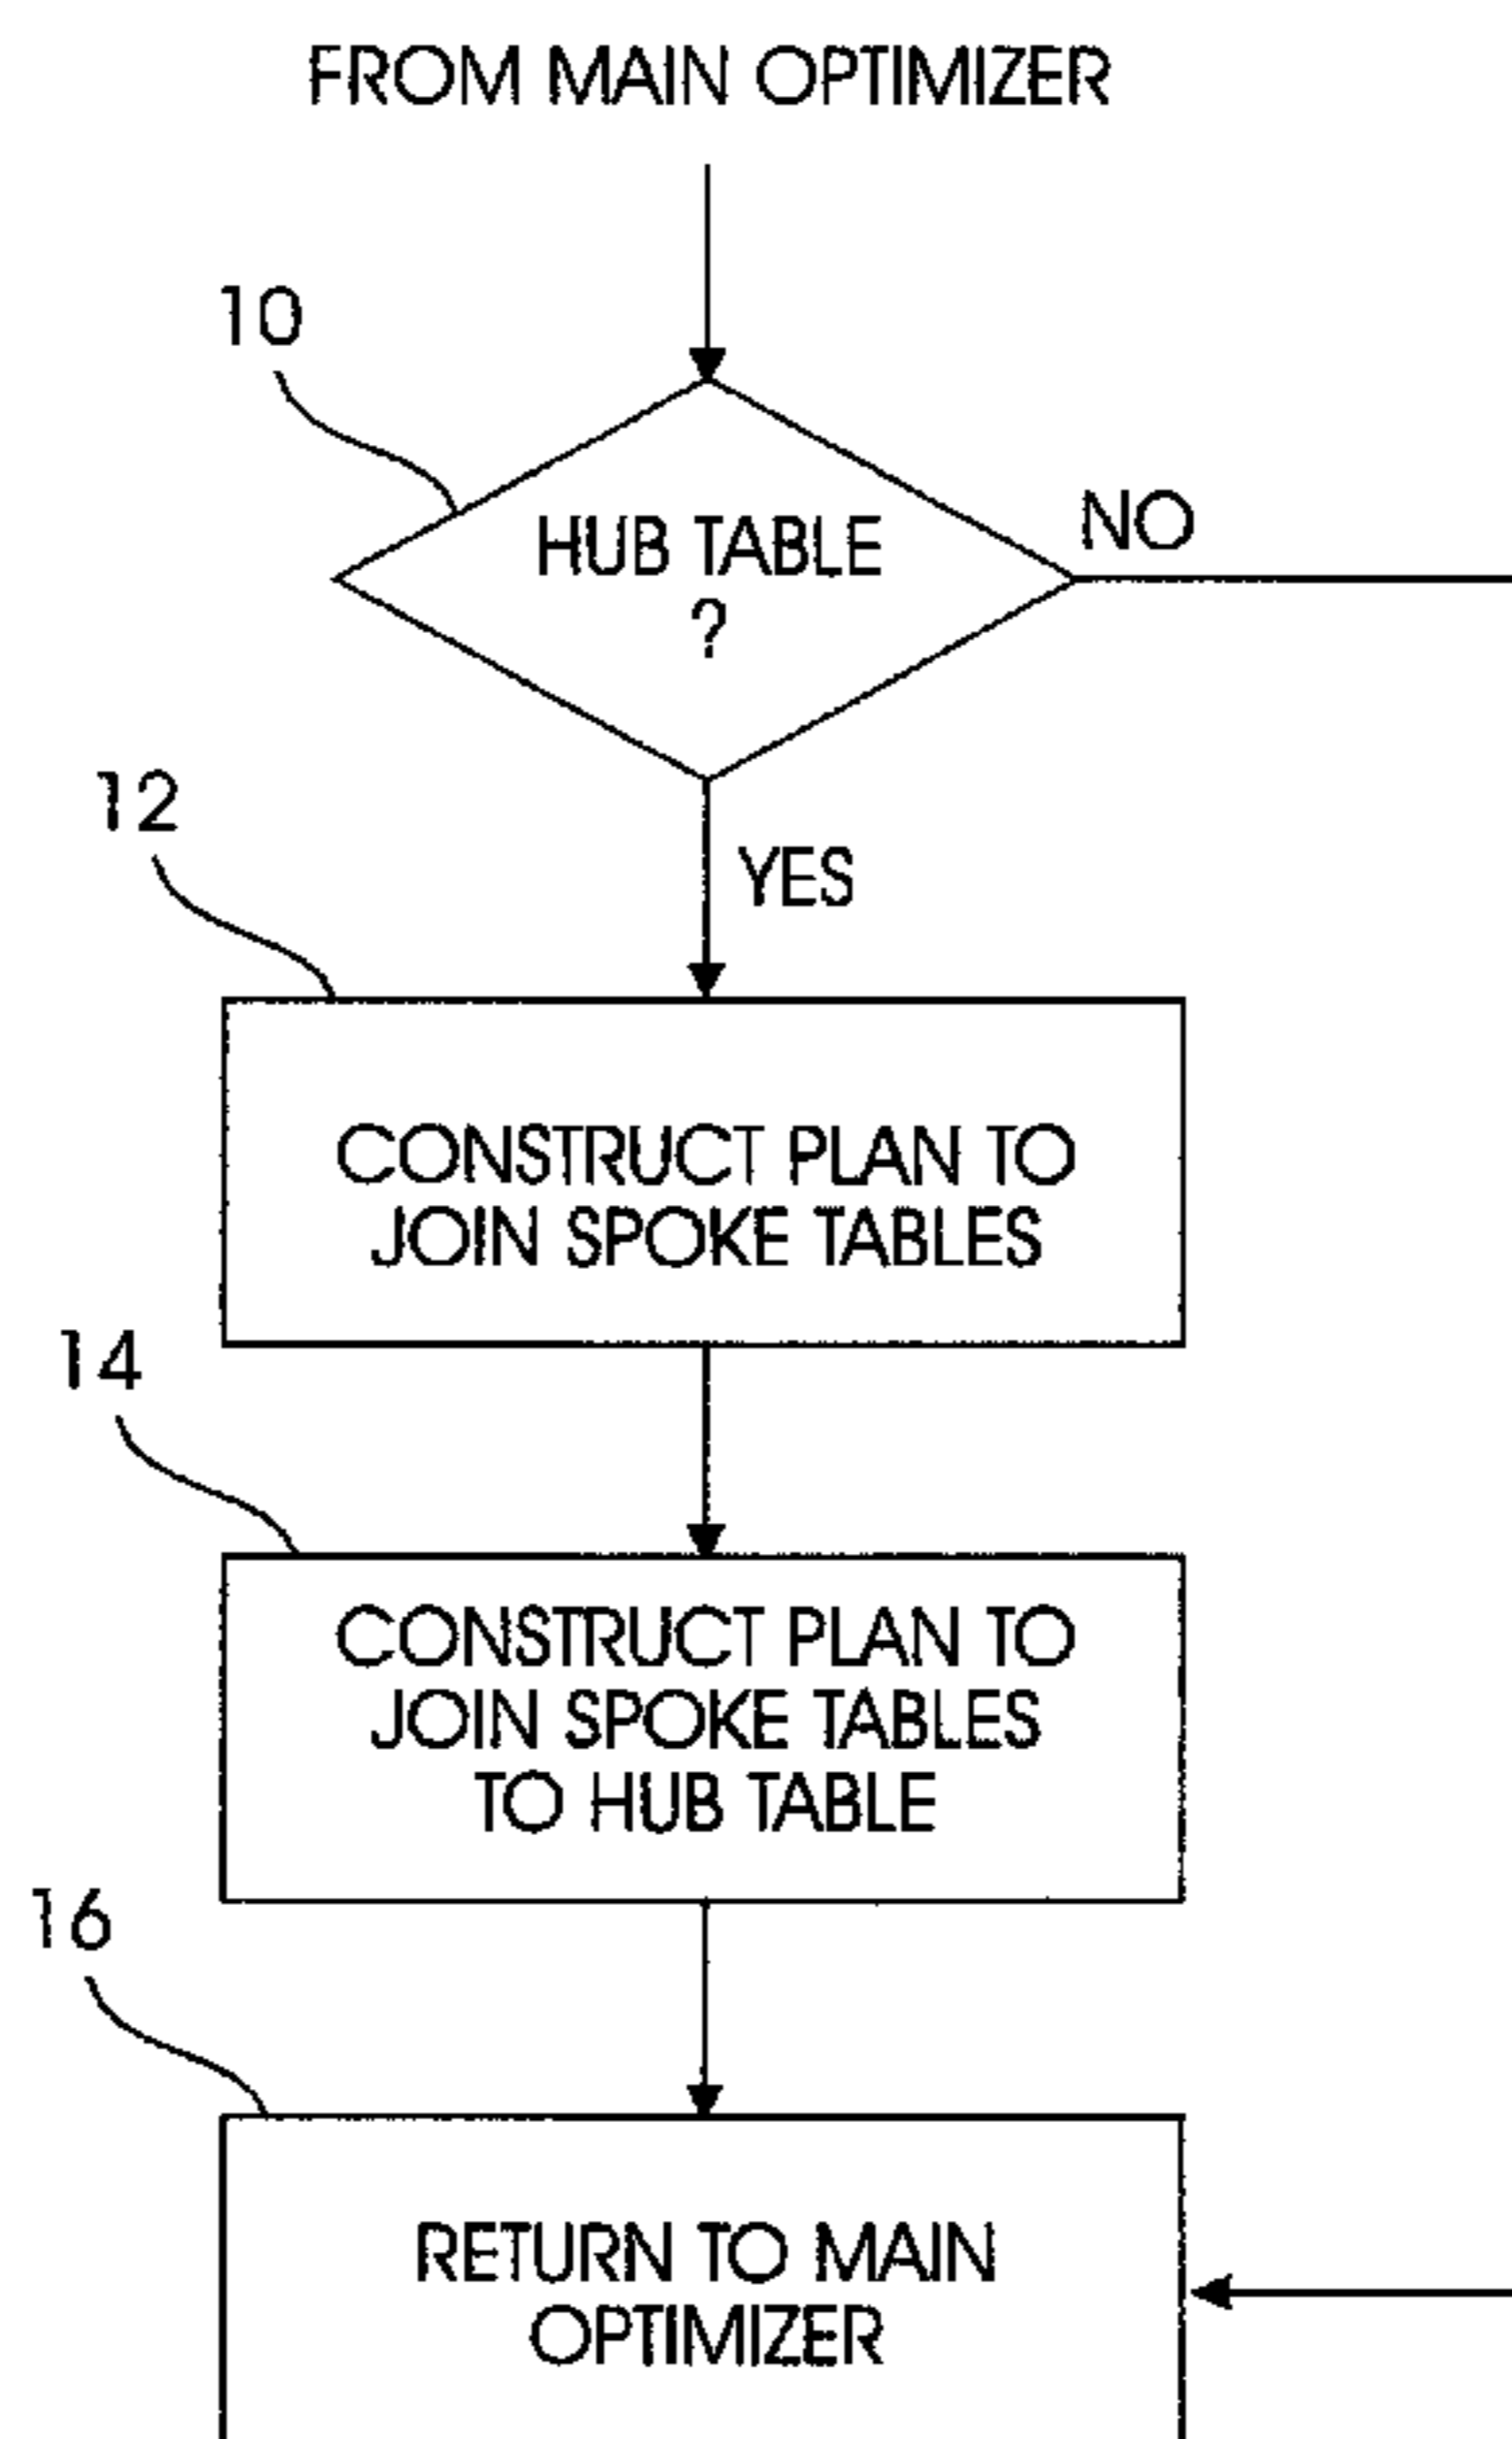 FROM MAIN OPTIMIZER
10
HUB TABLE
?
NO
12
YES
CONSTRUCT PLAN TO
JOIN SPOKE TABLES
14
CONSTRUCT PLAN TO
JOIN SPOKE TABLES
TO HUB TABLE
16
RETURN TO MAIN
OPTIMIZER